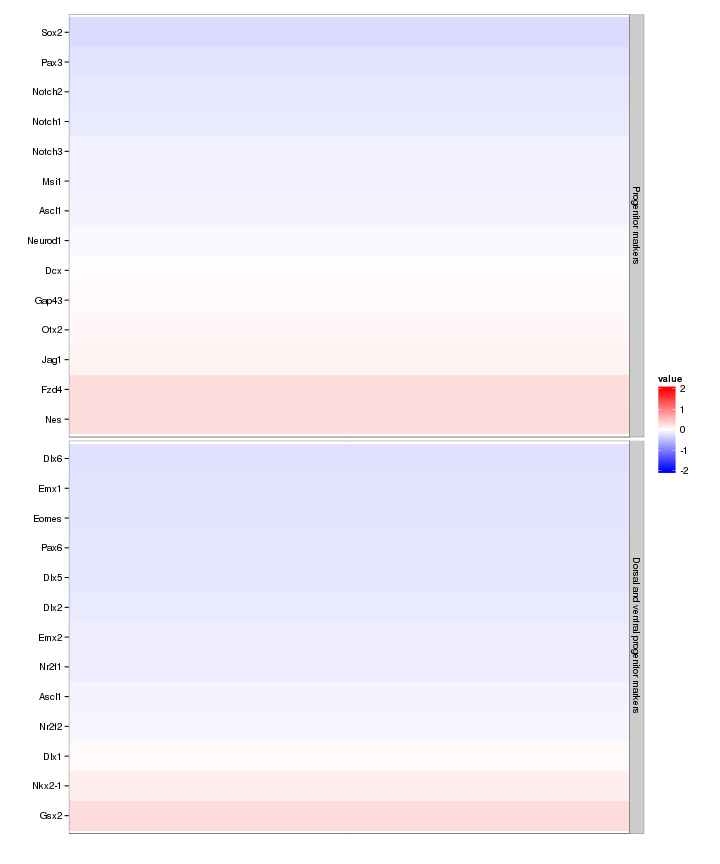 Sox2
Pax3
Notch2
Notch1
Notch3
Msi1
Ascl1
Neurod1
Dcx
Gap43
Otx2
Jag1
Fzd4
Nes
Progenitor markers
Dlx6
Emx1
Eomes
Pax6
Dlx5
Dlx2
Emx2
Nr2f1
Ascl1
Nr2f2
Dlx1
Nkx2-1
Gsx2
Dorsal and ventral progenitor markers
value
2
1
0
-1
-2